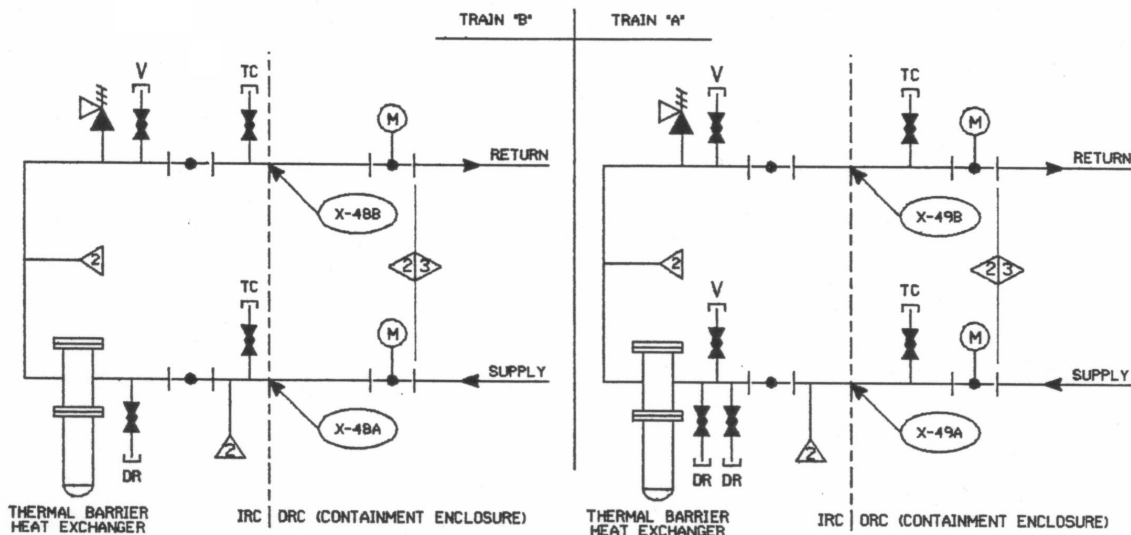 TRAIN "B" TRAIN "A"
V TC M RETURN
V TC M RETURN
X-48B
X-49B
2 2 3
2 2 3
TC M SUPPLY
V TC M SUPPLY
X-48A
X-49A
2
2
DR
DR DR
THERMAL BARRIER
HEAT EXCHANGER
IRC ORC (CONTAINMENT ENCLOSURE)
THERMAL BARRIER
HEAT EXCHANGER
IRC ORC (CONTAINMENT ENCLOSURE)